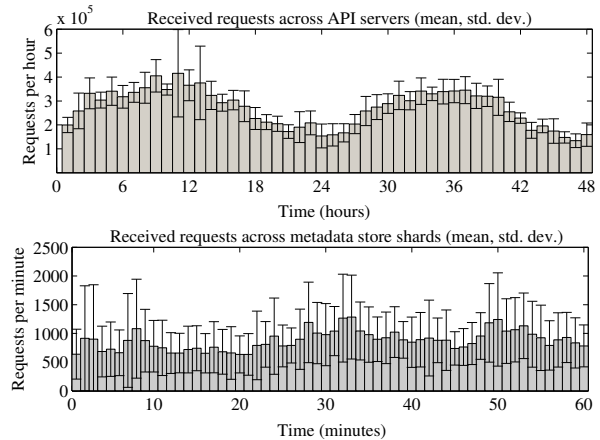 x 10^5
Received requests across API servers (mean, std. dev.)
Requests per hour
6
5
4
3
2
1
0 6 12 18 24 30 36 42 48
Time (hours)
Received requests across metadata store shards (mean, std. dev.)
Requests per minute
2500
2000
1500
1000
500
0
0 10 20 30 40 50 60
Time (minutes)